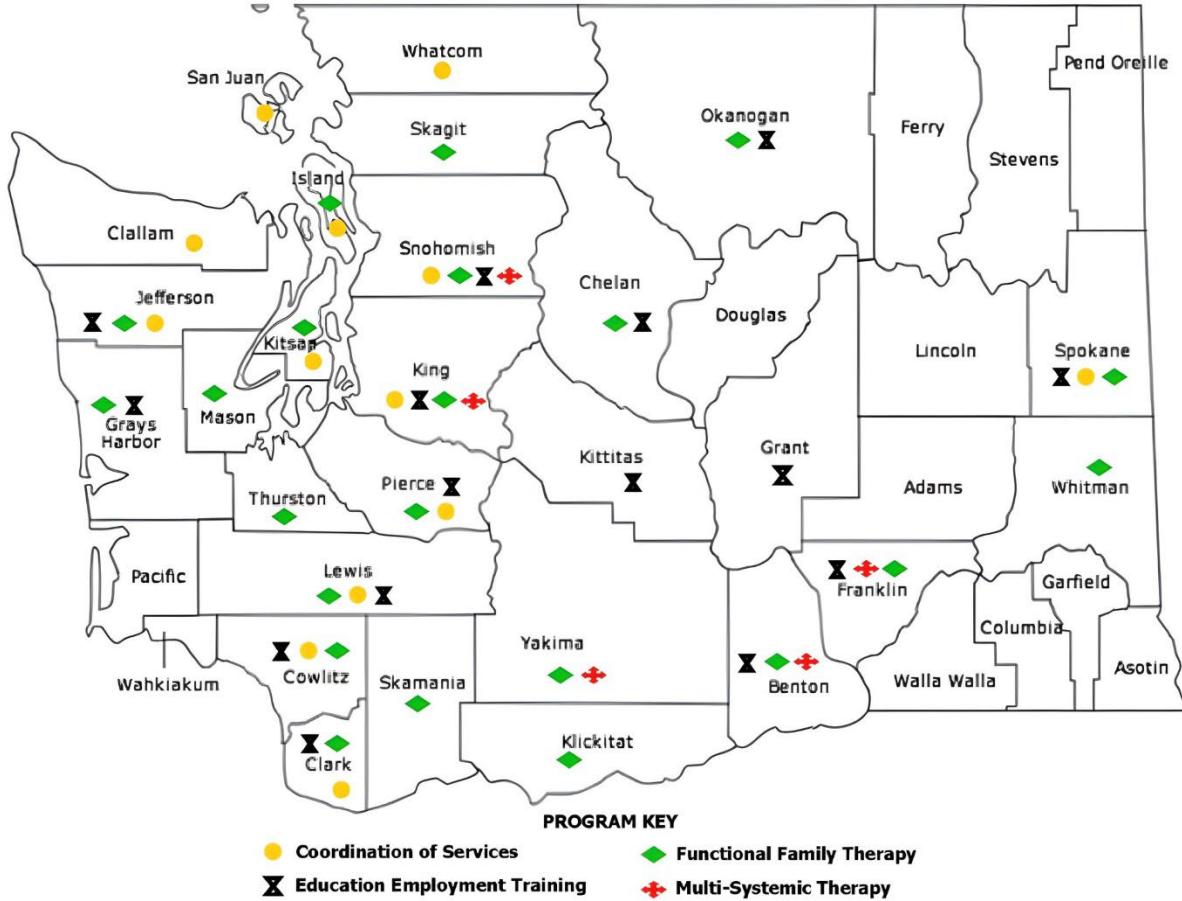 Whatcom
Pend Oreille
San Juan
Okanogan
Skagit
Ferry
Stevens
Island
Clallam
Snohomish
Chelan
Jefferson
Douglas
Kitsap
Lincoln
Spokane
King
Mason
Grays
Harbor
Kittitas
Grant
Pierce
Adams
Whitman
Thurston
Pacific
Lewis
Franklin
Garfield
Columbia
Yakima
Wahkiakum
Cowlitz
Skamania
Benton
Walla Walla
Asotin
Klickitat
Clark
PROGRAM KEY
Coordination of Services
Functional Family Therapy
Education Employment Training
Multi-Systemic Therapy